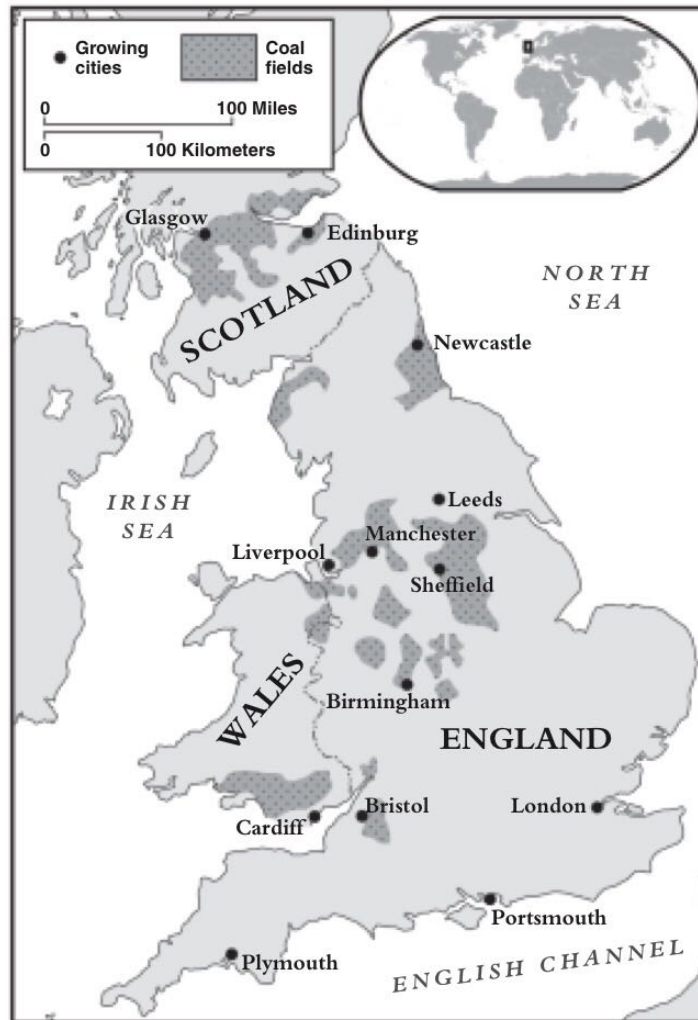 Growing
cities
Coal
fields
0
100 Miles
0
100 Kilometers
Glasgow
Edinburg
SCOTLAND
NORTH
SEA
Newcastle
IRISH
SEA
Leeds
Manchester
Liverpool
Sheffield
WALES
Birmingham
ENGLAND
Cardiff
Bristol
London
Portsmouth
Plymouth
ENGLISH CHANNEL